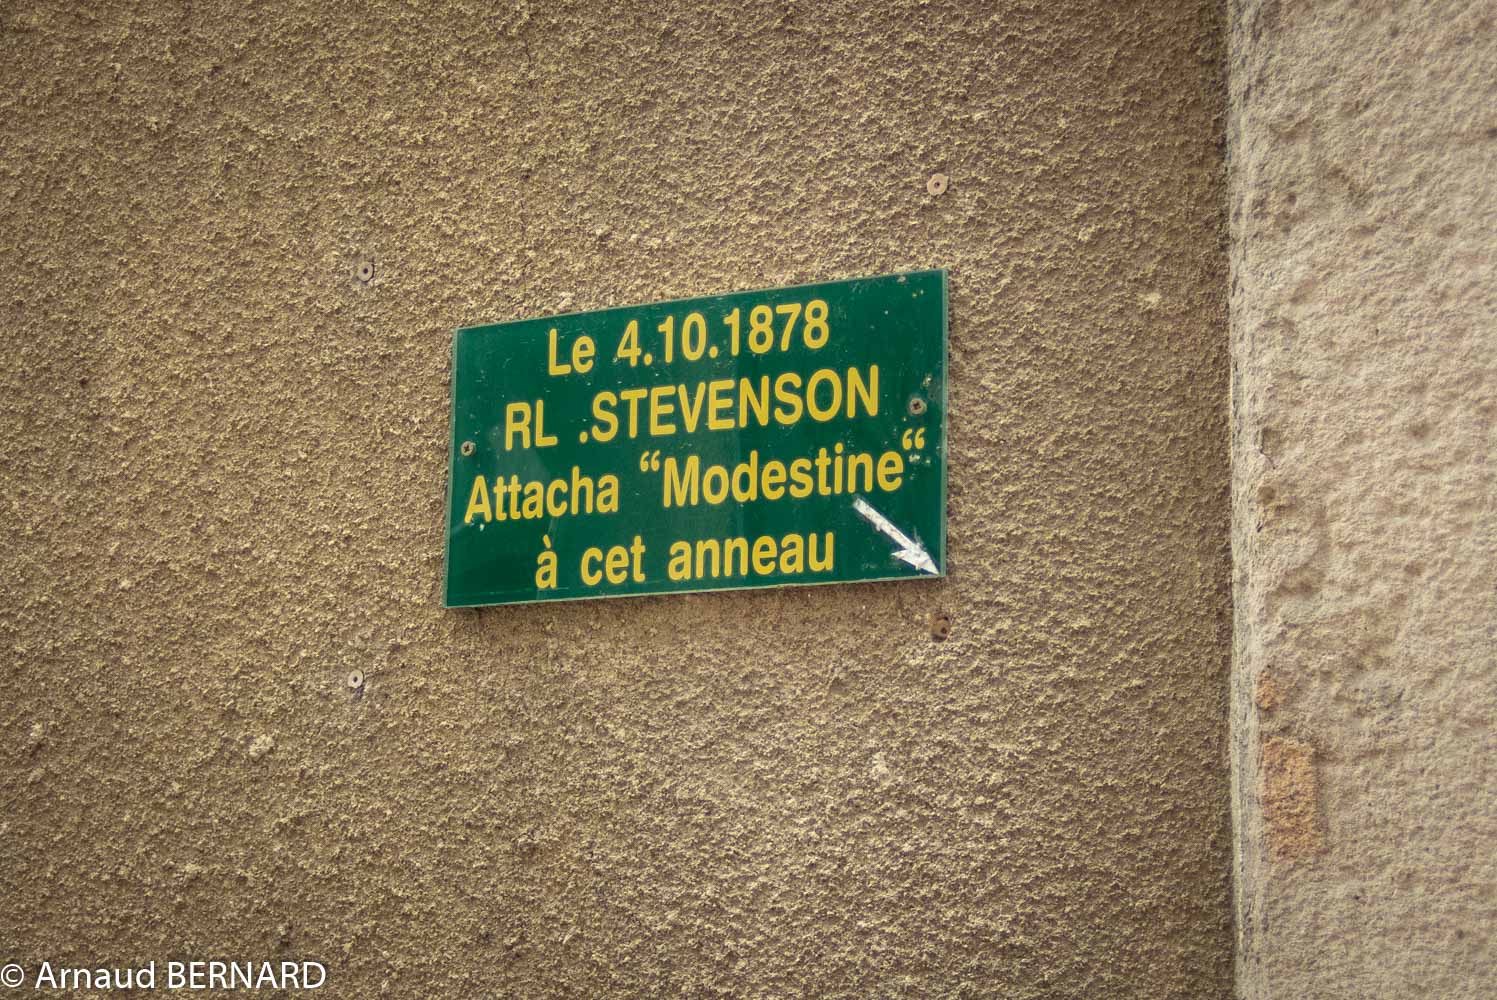 Le 4.10.1878
RL .STEVENSON
Attacha “Modestine“
à cet anneau
© Arnaud BERNARD